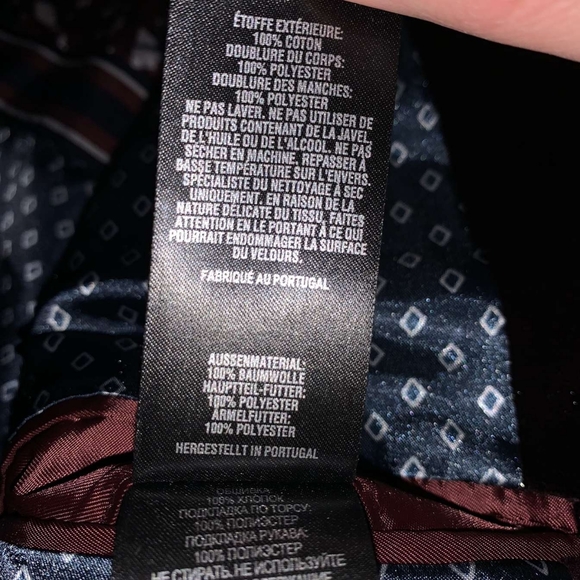 ÉTOFFE EXTÉRIEURE:
100% COTON
DOUBLURE DU CORPS:
100% POLYESTER
DOUBLURE DES MANCHES:
100% POLYESTER
NE PAS LAVER. NE PAS UTILISER DE
PRODUITS CONTENANT DE LA JAVEL
DE L'HUILE OU DE L'ALCOOL. NE PAS
SÉCHER EN MACHINE. REPASSER À
BASSE TEMPÉRATURE SUR L'ENVERS.
SPÉCIALISTE DU NETTOYAGE À SEC
UNIQUEMENT. EN RAISON DE LA
NATURE DÉLICATE DU TISSU, FAITES
ATTENTION EN LE PORTANT À CE QUI
POURRAIT ENDOMMAGER LA SURFACE
DU VELOURS.
FABRIQUÉ AU PORTUGAL
AUSSENMATERIAL:
100% BAUMWOLLE
HAUPTTEIL-FUTTER:
100% POLYESTER
ÄRMELFUTTER:
100% POLYESTER
HERGESTELLT IN PORTUGAL
100% ХЛОПОК
ПОДКЛАДКА ПО ТОРСУ:
100% ПОЛИЭСТЕР
ПОДКЛАДКА РУКАВА:
100% ПОЛИЭСТЕР
НЕ СТИРАТЬ. НЕ ИСПОЛЬЗУЙТЕ